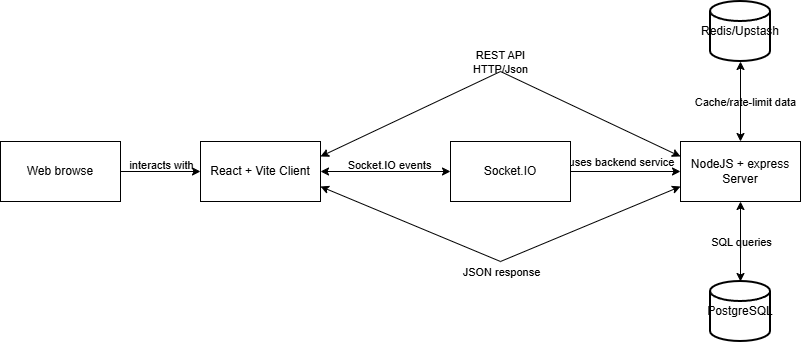 Redis/Upstash
REST API
HTTP/Json
Cache/rate-limit data
Web browse
interacts with
React + Vite Client
Socket.IO events
Socket.IO
uses backend service
NodeJS + express
Server
SQL queries
JSON response
PostgreSQL